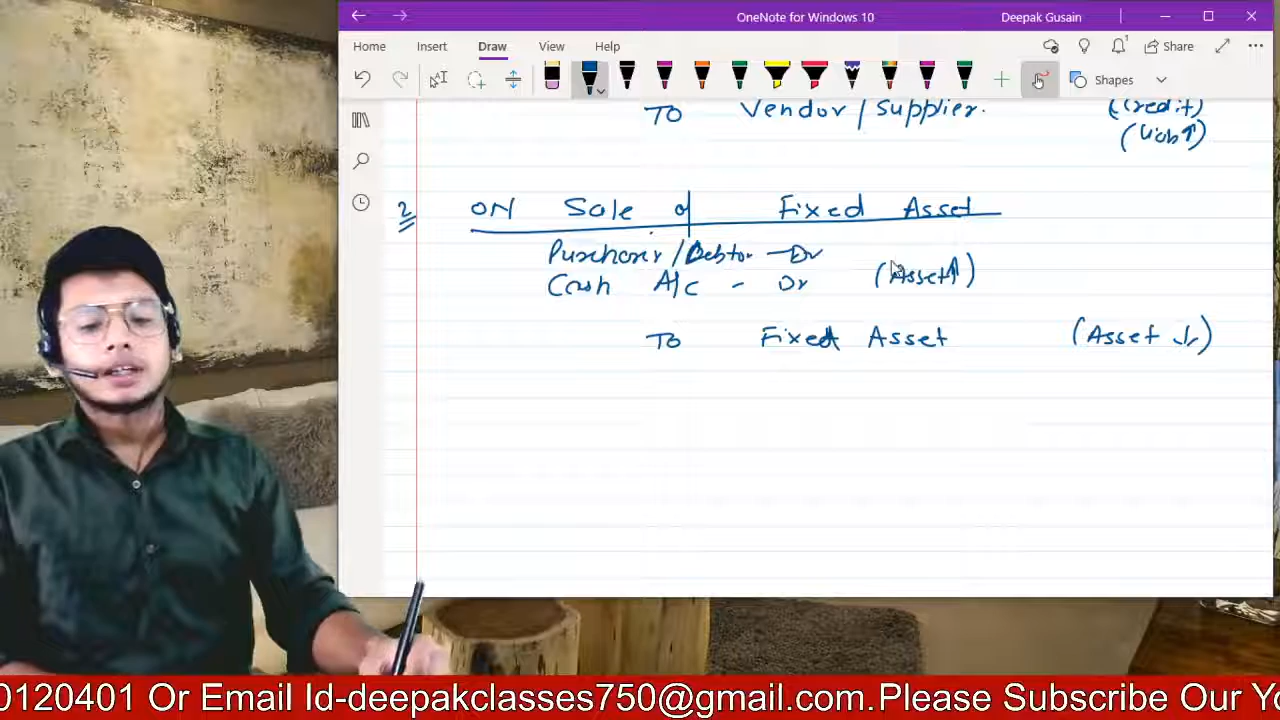 OneNote for Windows 10
Deepak Gusain
Home Insert Draw View Help
1
Share
Shapes
To Vendor / Supplier. (Credit)
(Liab↑)
2 ON Sale of Fixed Asset
Purchaser / Debtor - Dr
Cash A/c - Dr (Asset↑)
To Fixed Asset (Asset ↓)
0120401 Or Email Id-deepakclasses750@gmail.com.Please Subscribe Our Yo